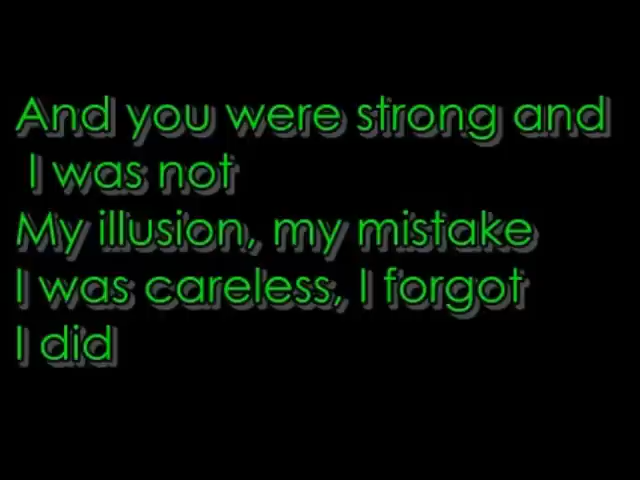 And you were strong and
I was not
My illusion, my mistake
I was careless, I forgot
I did